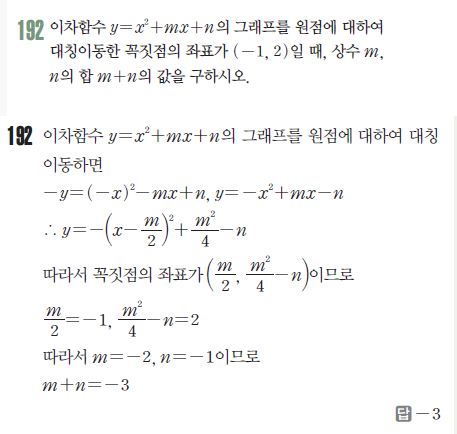 192 이차함수 y=x²+mx+n의 그래프를 원점에 대하여
대칭이동한 꼭짓점의 좌표가 (-1, 2)일 때, 상수 m,
n의 합 m+n의 값을 구하시오.
192 이차함수 y=x²+mx+n의 그래프를 원점에 대하여 대칭
이동하면
-y=(-x)²-mx+n, y=-x²+mx-n
∴ y=-(x-m/2)²+m²/4-n
따라서 꼭짓점의 좌표가(m/2, m²/4-n)이므로
m/2=-1, m²/4-n=2
따라서 m=-2, n=-1이므로
m+n=-3
답 -3